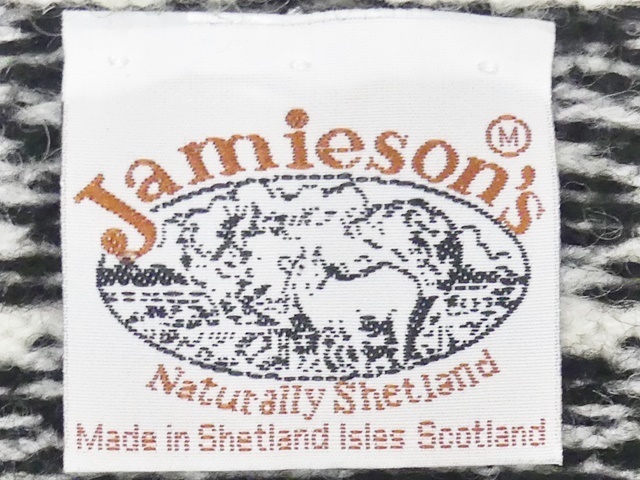 Jamieson's
M
Naturally Shetland
Made in Shetland Isles Scotland